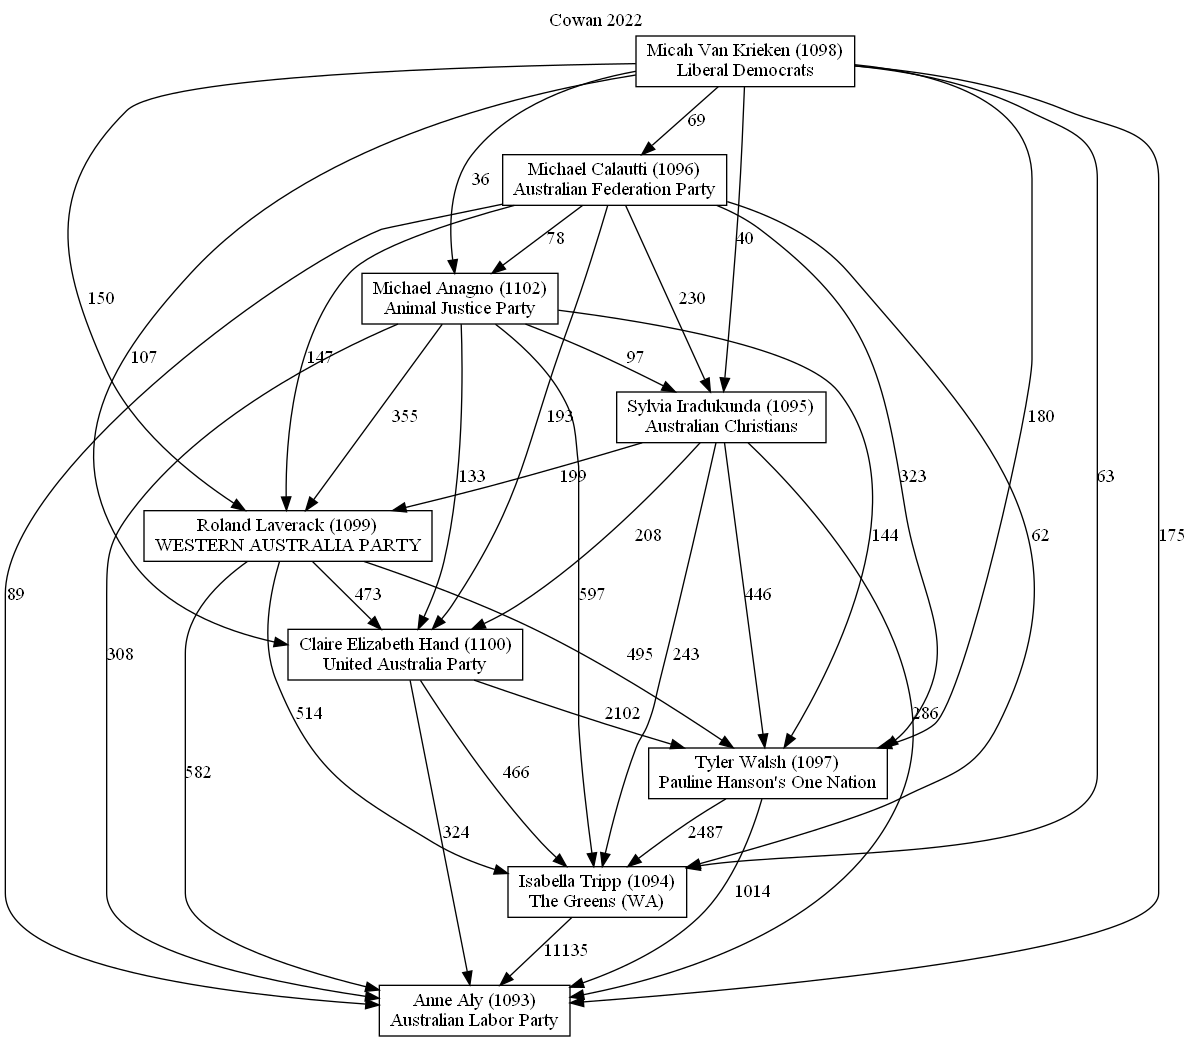 Cowan 2022
Micah Van Krieken (1098)
Liberal Democrats
69
Michael Calautti (1096)
Australian Federation Party
36
78
40
Michael Anagno (1102)
Animal Justice Party
150
230
107
147
97
Sylvia Iradukunda (1095)
Australian Christians
355
193
180
133
199
323
63
Roland Laverack (1099)
WESTERN AUSTRALIA PARTY
208
144
62
175
89
473
597
446
Claire Elizabeth Hand (1100)
United Australia Party
308
495
243
514
2102
286
Tyler Walsh (1097)
Pauline Hanson's One Nation
582
466
324
2487
Isabella Tripp (1094)
The Greens (WA)
1014
11135
Anne Aly (1093)
Australian Labor Party